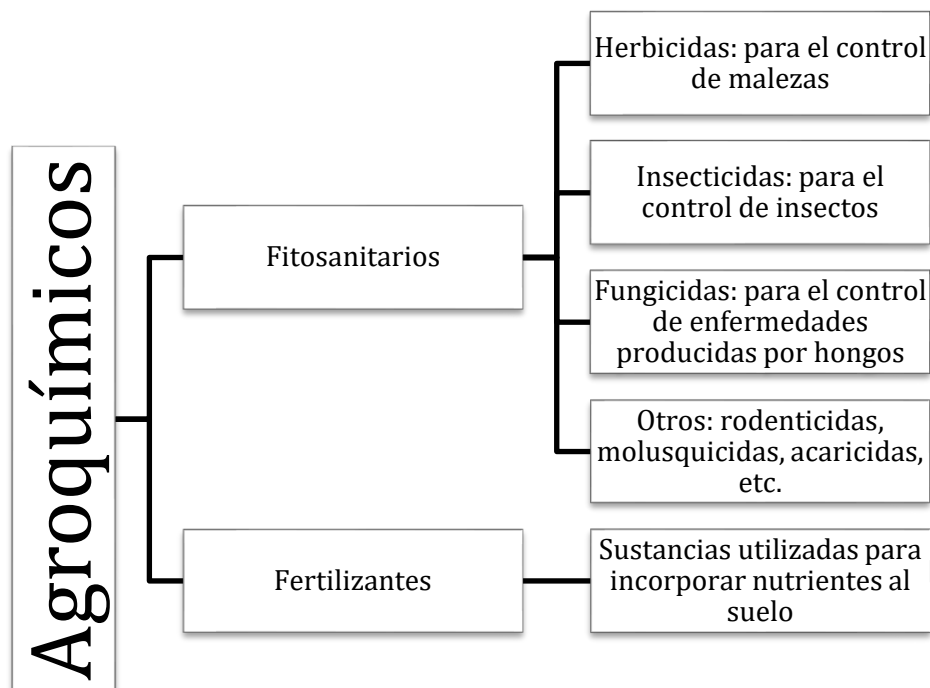 Agroquímicos
Fitosanitarios
Herbicidas: para el control
de malezas
Insecticidas: para el
control de insectos
Fungicidas: para el control
de enfermedades
producidas por hongos
Otros: rodenticidas,
molusquicidas, acaricidas,
etc.
Fertilizantes
Sustancias utilizadas para
incorporar nutrientes al
suelo